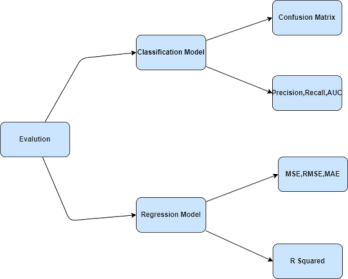 Confusion Matrix
Classification Model
Precision,Recall,AUC
Evalution
MSE,RMSE,MAE
Regression Model
R Squared